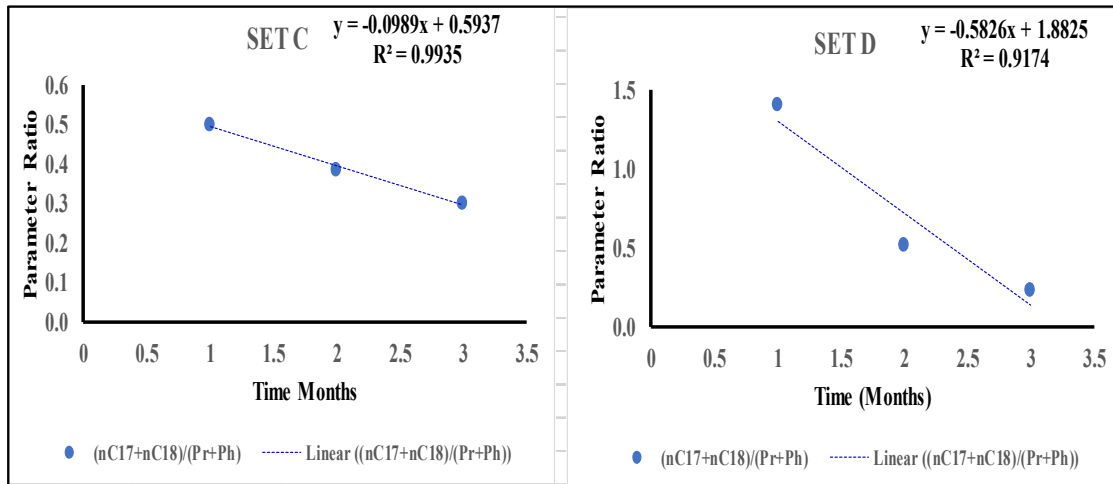 SET C
y = -0.0989x + 0.5937
R² = 0.9935
Parameter Ratio
0.6
0.5
0.4
0.3
0.2
0.1
0.0
0 0.5 1 1.5 2 2.5 3 3.5
Time Months
(nC17+nC18)/(Pr+Ph) Linear ((nC17+nC18)/(Pr+Ph))
SET D
y = -0.5826x + 1.8825
R² = 0.9174
Parameter Ratio
1.5
1.0
0.5
0.0
0 0.5 1 1.5 2 2.5 3 3.5
Time (Months)
(nC17+nC18)/(Pr+Ph) Linear ((nC17+nC18)/(Pr+Ph))